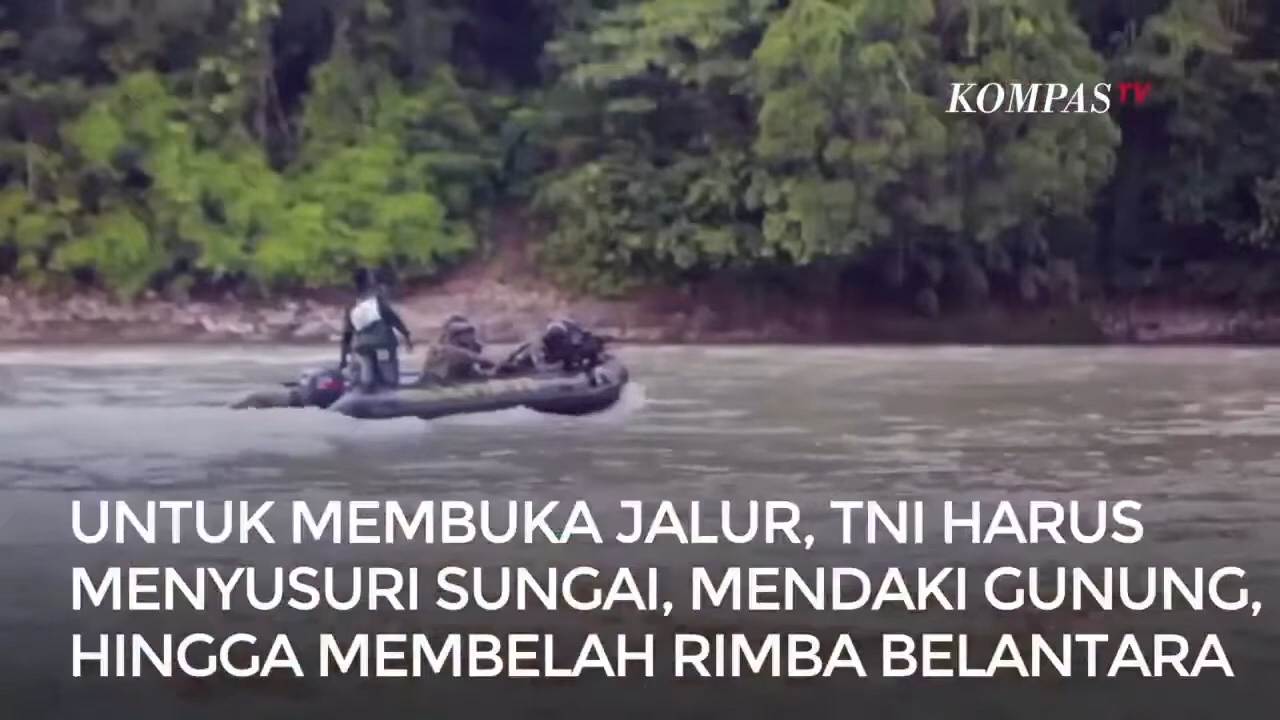 KOMPAS TV
UNTUK MEMBUKA JALUR, TNI HARUS
MENYUSURI SUNGAI, MENDAKI GUNUNG,
HINGGA MEMBELAH RIMBA BELANTARA